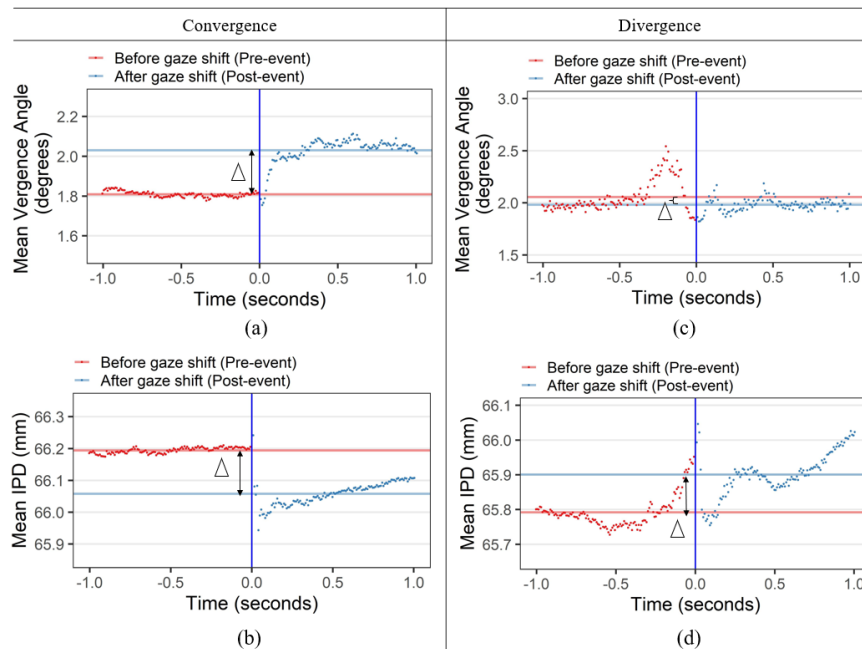 Convergence
Divergence
Before gaze shift (Pre-event)
After gaze shift (Post-event)
Mean Vergence Angle
(degrees)
2.2
2.0
1.8
1.6
Δ
-1.0 -0.5 0.0 0.5 1.0
Time (seconds)
(a)
Before gaze shift (Pre-event)
After gaze shift (Post-event)
Mean Vergence Angle
(degrees)
3.0
2.5
2.0
1.5
Δ
-1.0 -0.5 0.0 0.5 1.0
Time (seconds)
(c)
Before gaze shift (Pre-event)
After gaze shift (Post-event)
Mean IPD (mm)
66.3
66.2
66.1
66.0
65.9
Δ
-1.0 -0.5 0.0 0.5 1.0
Time (seconds)
(b)
Before gaze shift (Pre-event)
After gaze shift (Post-event)
Mean IPD (mm)
66.1
66.0
65.9
65.8
65.7
Δ
-1.0 -0.5 0.0 0.5 1.0
Time (seconds)
(d)